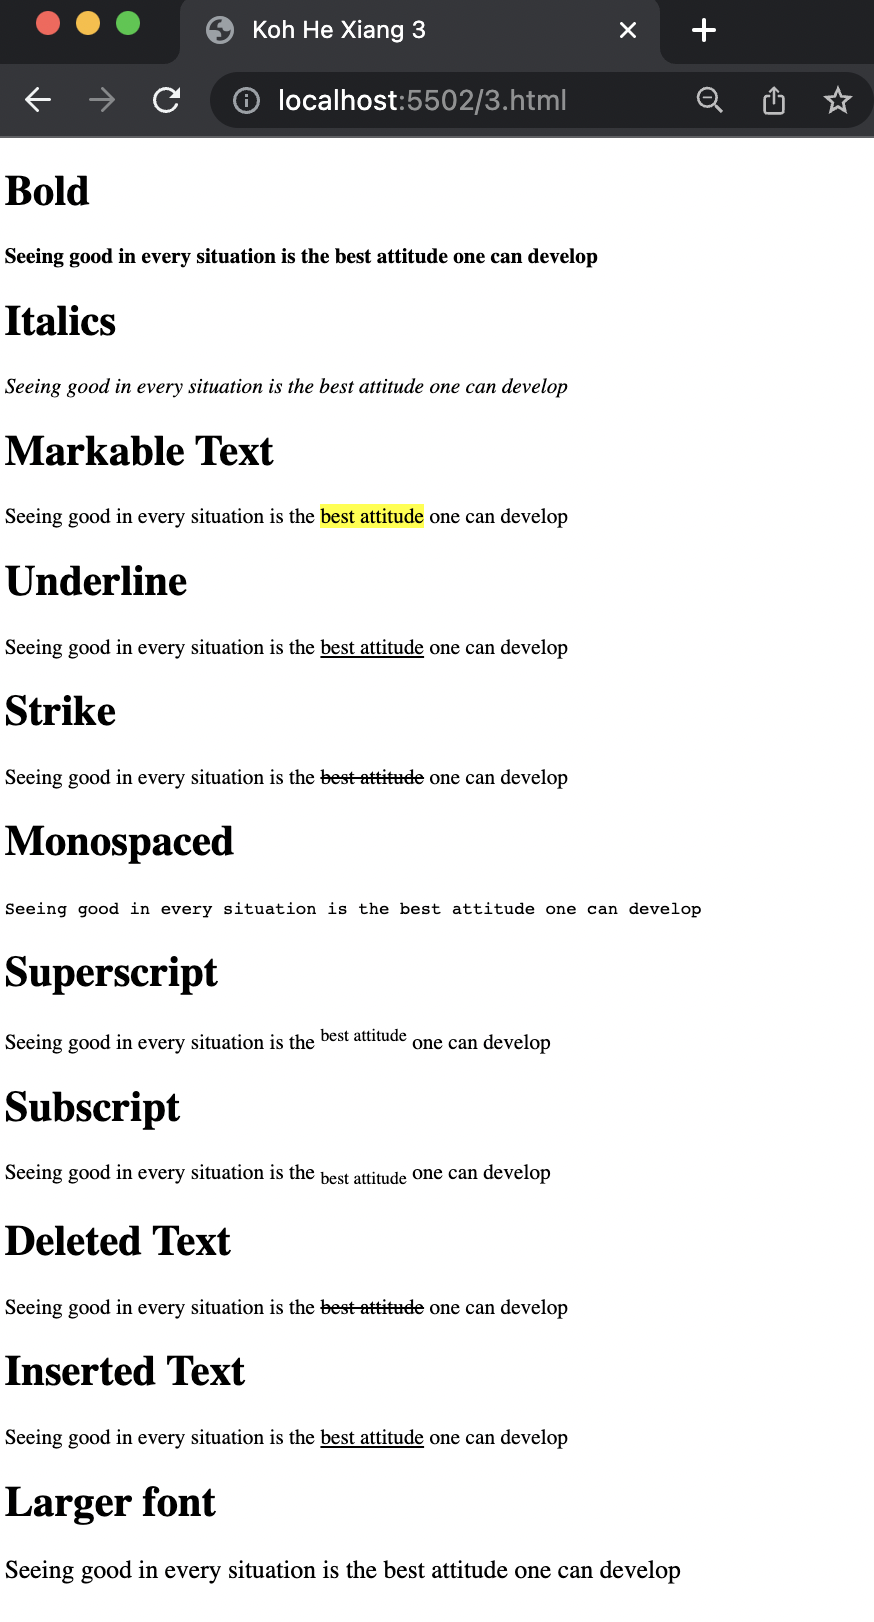 Koh He Xiang 3
localhost:5502/3.html
Bold
Seeing good in every situation is the best attitude one can develop
Italics
Seeing good in every situation is the best attitude one can develop
Markable Text
Seeing good in every situation is the best attitude one can develop
Underline
Seeing good in every situation is the best attitude one can develop
Strike
Seeing good in every situation is the best attitude one can develop
Monospaced
Seeing good in every situation is the best attitude one can develop
Superscript
Seeing good in every situation is the best attitude one can develop
Subscript
Seeing good in every situation is the best attitude one can develop
Deleted Text
Seeing good in every situation is the best attitude one can develop
Inserted Text
Seeing good in every situation is the best attitude one can develop
Larger font
Seeing good in every situation is the best attitude one can develop